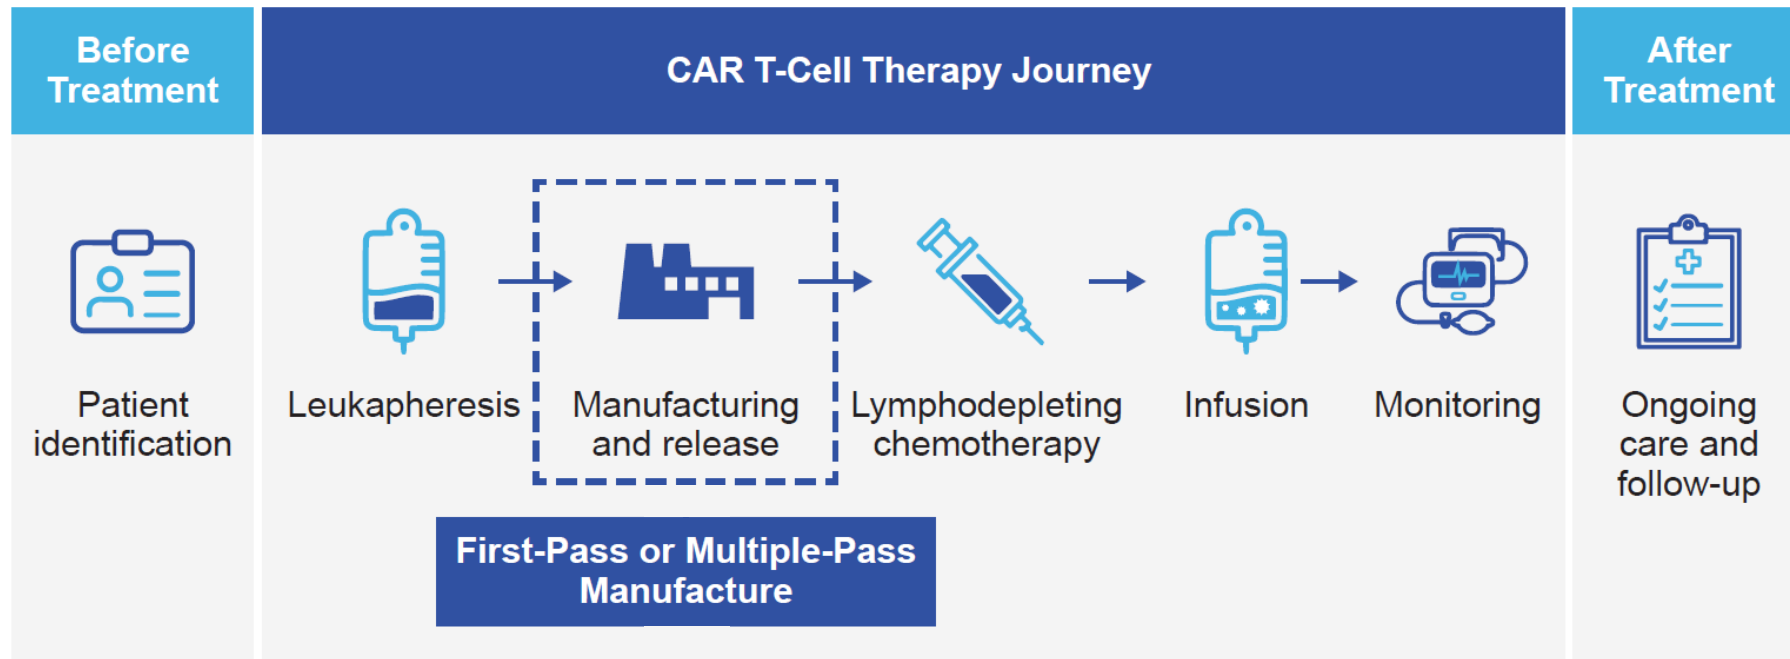 Before
Treatment
CAR T-Cell Therapy Journey
After
Treatment
Patient
identification
Leukapheresis
Manufacturing
and release
Lymphodepleting
chemotherapy
Infusion
Monitoring
Ongoing
care and
follow-up
First-Pass or Multiple-Pass
Manufacture